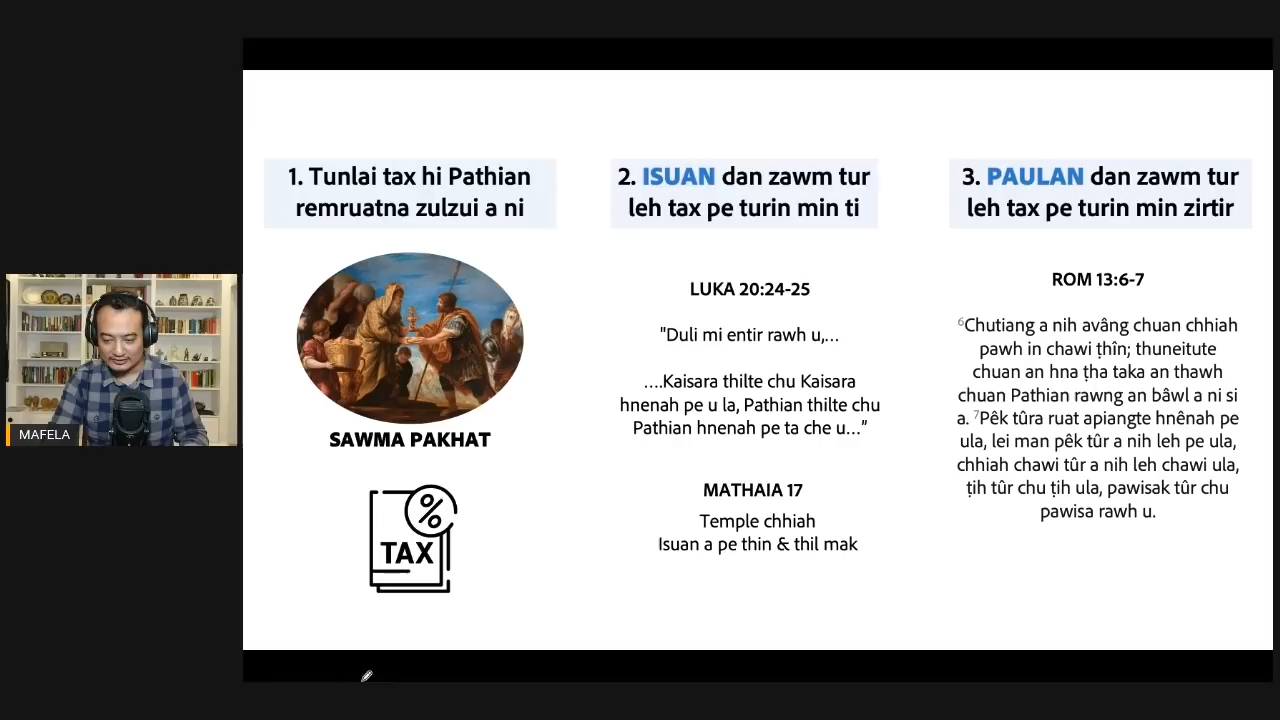 1. Tunlai tax hi Pathian
remruatna zulzui a ni
SAWMA PAKHAT
%
TAX
2. ISUAN dan zawm tur
leh tax pe turin min ti
LUKA 20:24-25
"Duli mi entir rawh u,...
....Kaisara thilte chu Kaisara
hnenah pe u la, Pathian thilte chu
Pathian hnenah pe ta che u...”
MATHAIA 17
Temple chhiah
Isuan a pe thin & thil mak
3. PAULAN dan zawm tur
leh tax pe turin min zirtir
ROM 13:6-7
⁶Chutiang a nih avâng chuan chhiah
pawh in chawi ṭhîn; thuneitute
chuan an hna ṭha taka an thawh
chuan Pathian rawng an bâwl a ni si
a. ⁷Pêk tûra ruat apiangte hnênah pe
ula, lei man pêk tûr a nih leh pe ula,
chhiah chawi tûr a nih leh chawi ula,
ṭih tûr chu ṭih ula, pawisak tûr chu
pawisa rawh u.
MAFELA